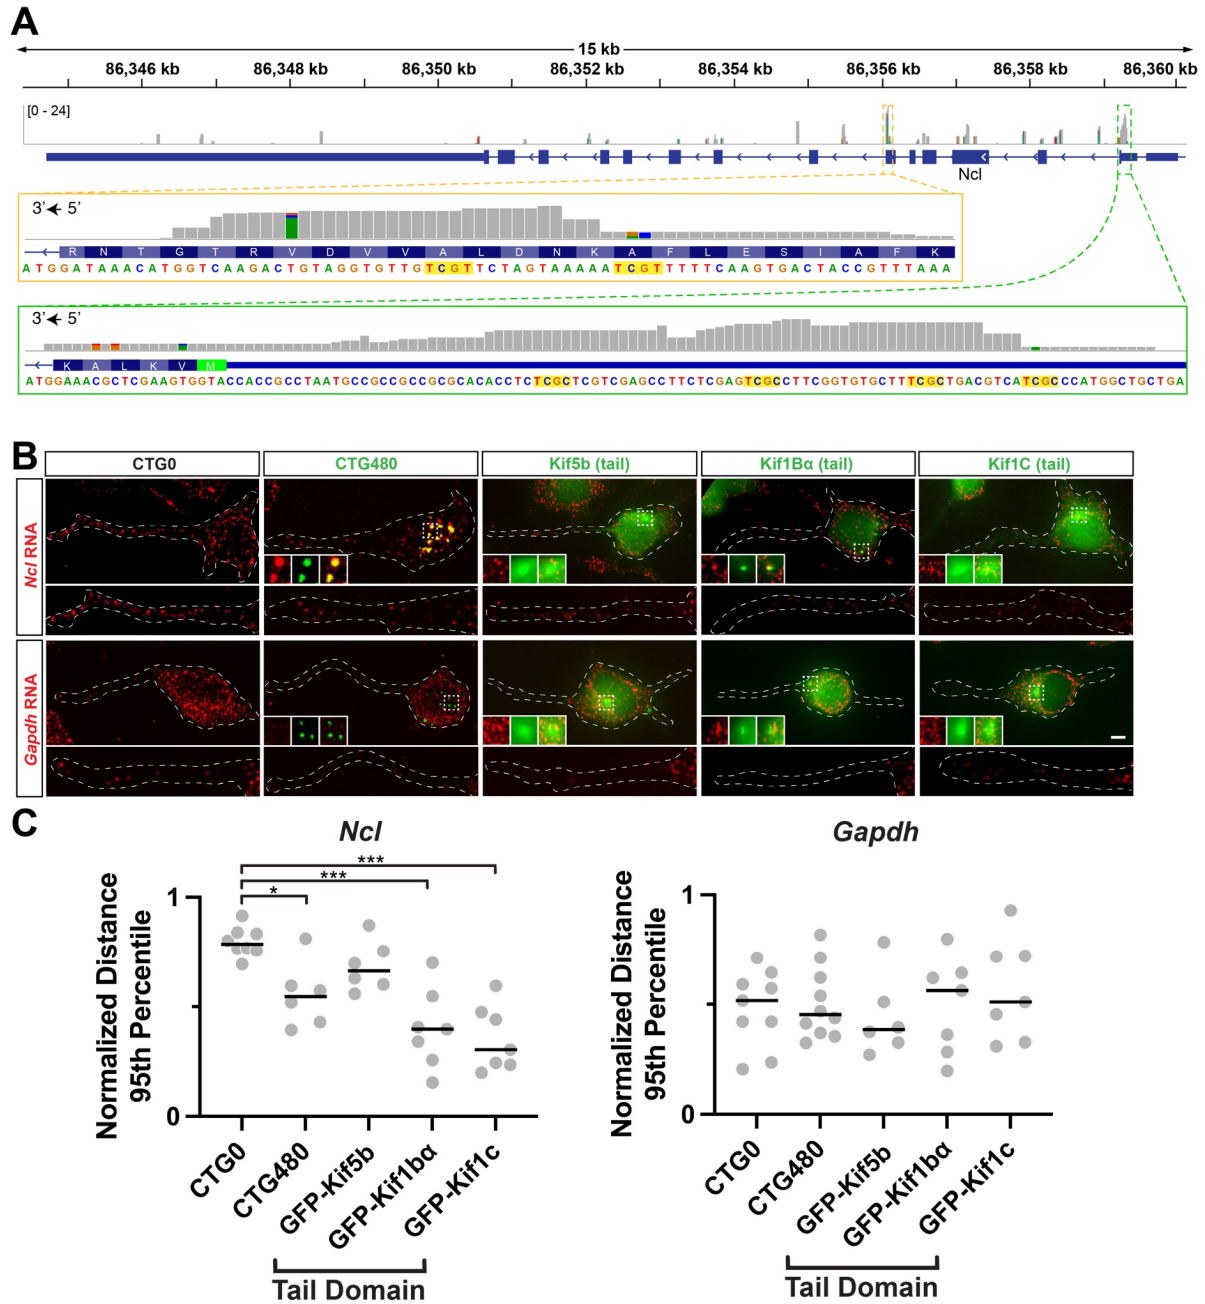 A
15 kb
86,346 kb 86,348 kb 86,350 kb 86,352 kb 86,354 kb 86,356 kb 86,358 kb 86,360 kb
[0 - 24]
Ncl
3' 5'
R N T G T R V D V V A L D N K A F L E S I A F K
ATGGATAAACATGGTCAAGACTGTAGGTGTTGTCGTTCTAGTAAAAATCGTTTTTCAAGTGACTACCGTTTAAA
3' 5'
K A L K V M
ATGGAAACGCTCGAAGTGGTACCACCGCCTAATGCCGCCGCCGCGCACACCTCTCGCTCGTCGAGCCTTCTCGAGTCGCCTTCGGTGTGCTTTCGCTGACGTCATCGCCCATGGCTGCTGA
B
CTG0 CTG480 Kif5b (tail) Kif1Bα (tail) Kif1C (tail)
Ncl RNA
Gapdh RNA
C
Ncl
Gapdh
Normalized Distance
95th Percentile
1
0
*
***
***
CTG0
CTG480
GFP-Kif5b
GFP-Kif1bα
GFP-Kif1c
Tail Domain
Normalized Distance
95th Percentile
1
0
CTG0
CTG480
GFP-Kif5b
GFP-Kif1bα
GFP-Kif1c
Tail Domain